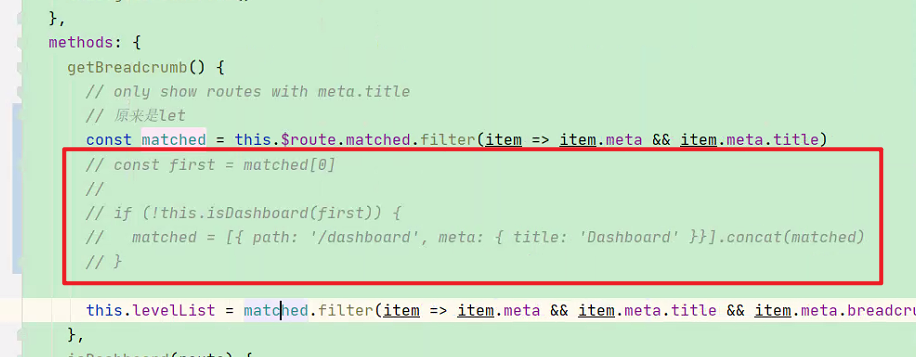 },
methods: {
getBreadcrumb() {
// only show routes with meta.title
// 原来是let
const matched = this.$route.matched.filter(item => item.meta && item.meta.title)
// const first = matched[0]
//
// if (!this.isDashboard(first)) {
//   matched = [{ path: '/dashboard', meta: { title: 'Dashboard' }}].concat(matched)
// }
this.levelList = matched.filter(item => item.meta && item.meta.title && item.meta.breadcru
},
isDashboard(route) {